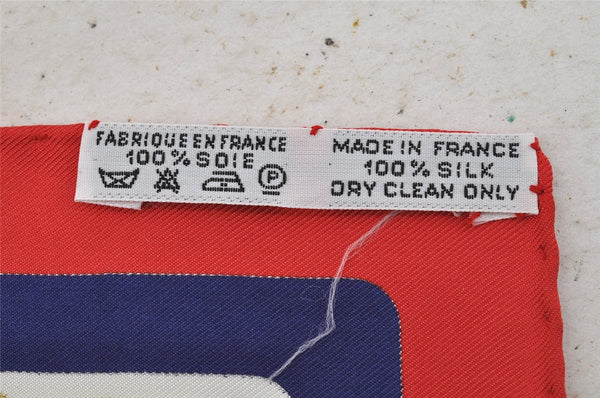 FABRIQUE EN FRANCE
100% SOIE
P
MADE IN FRANCE
100% SILK
DRY CLEAN ONLY